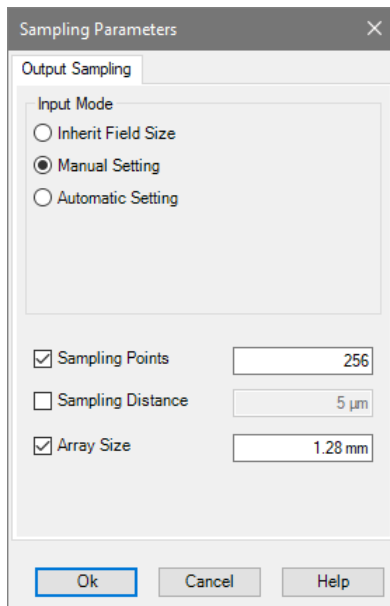 Sampling Parameters
Output Sampling
Input Mode
Inherit Field Size
Manual Setting
Automatic Setting
Sampling Points 256
Sampling Distance 5 µm
Array Size 1.28 mm
Ok Cancel Help